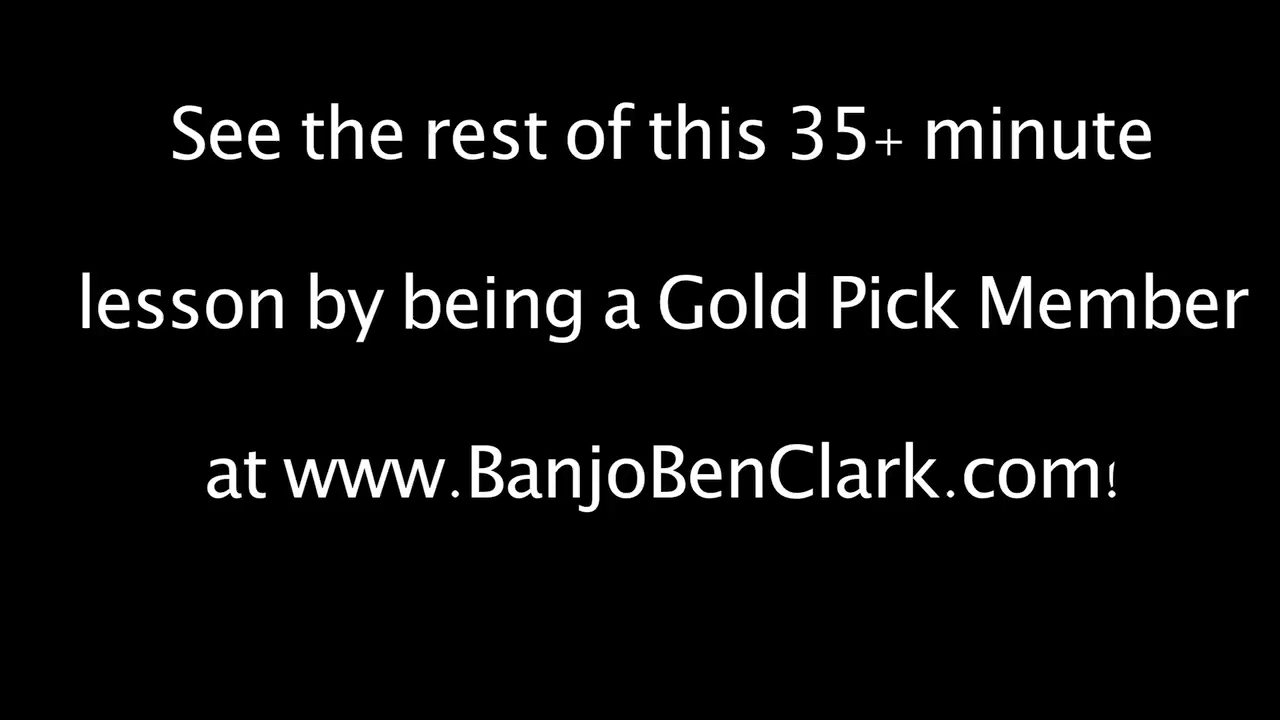 See the rest of this 35+ minute
lesson by being a Gold Pick Member
at www.BanjoBenClark.com!